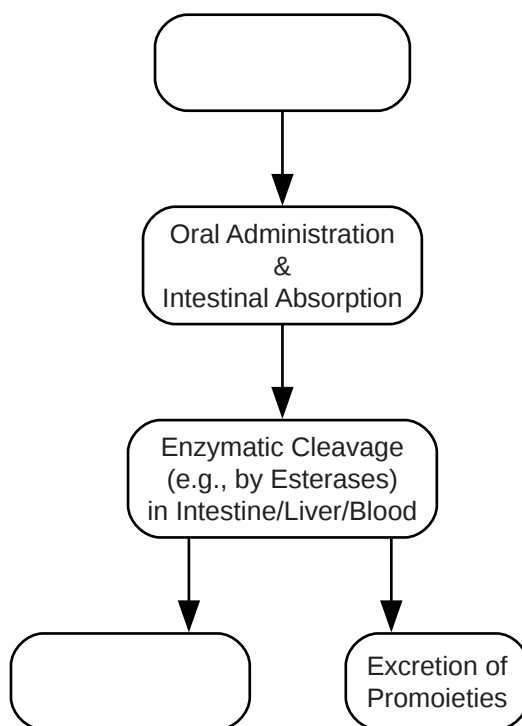 Oral Administration
&
Intestinal Absorption
Enzymatic Cleavage
(e.g., by Esterases)
in Intestine/Liver/Blood
Excretion of
Promoieties